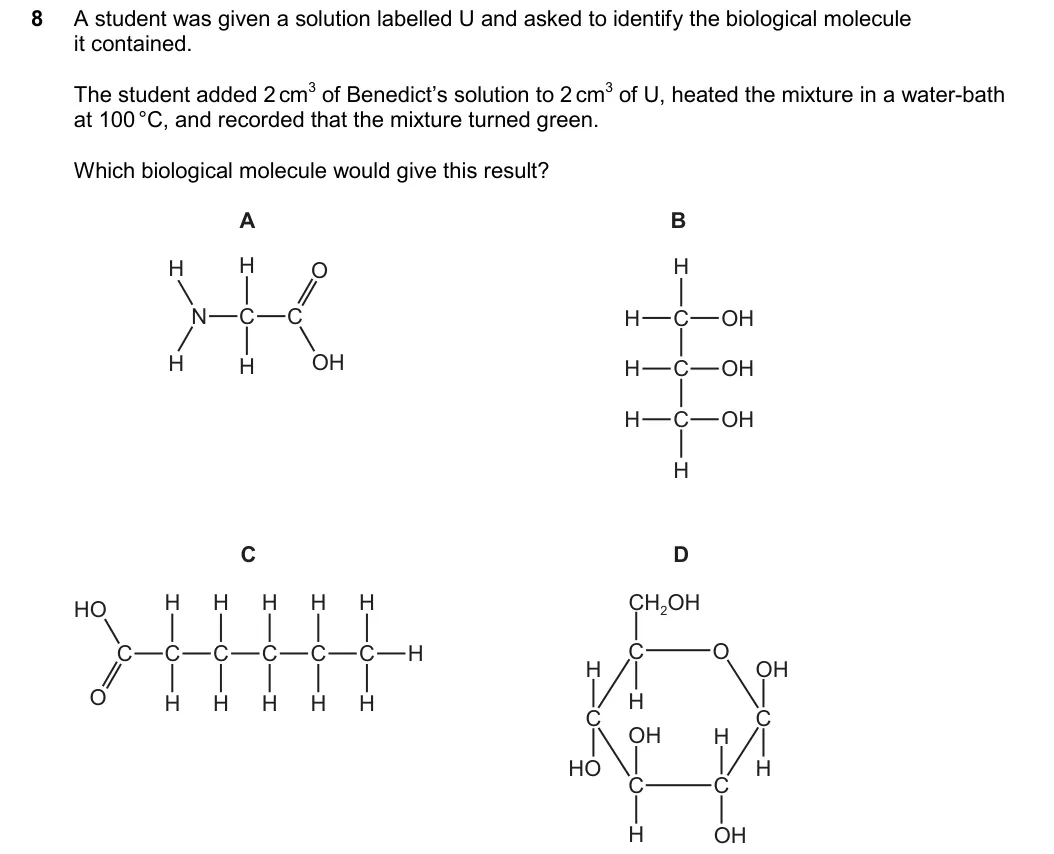 8 A student was given a solution labelled U and asked to identify the biological molecule
it contained.
The student added 2 cm³ of Benedict’s solution to 2 cm³ of U, heated the mixture in a water-bath
at 100 °C, and recorded that the mixture turned green.
Which biological molecule would give this result?
A
H H O
N C C
H H OH
B
H
H C OH
H C OH
H C OH
H
C
HO H H H H H
C C C C C C H
O H H H H H
D
CH₂OH
C O
H OH
H
C C
OH H
HO H
C C
H OH